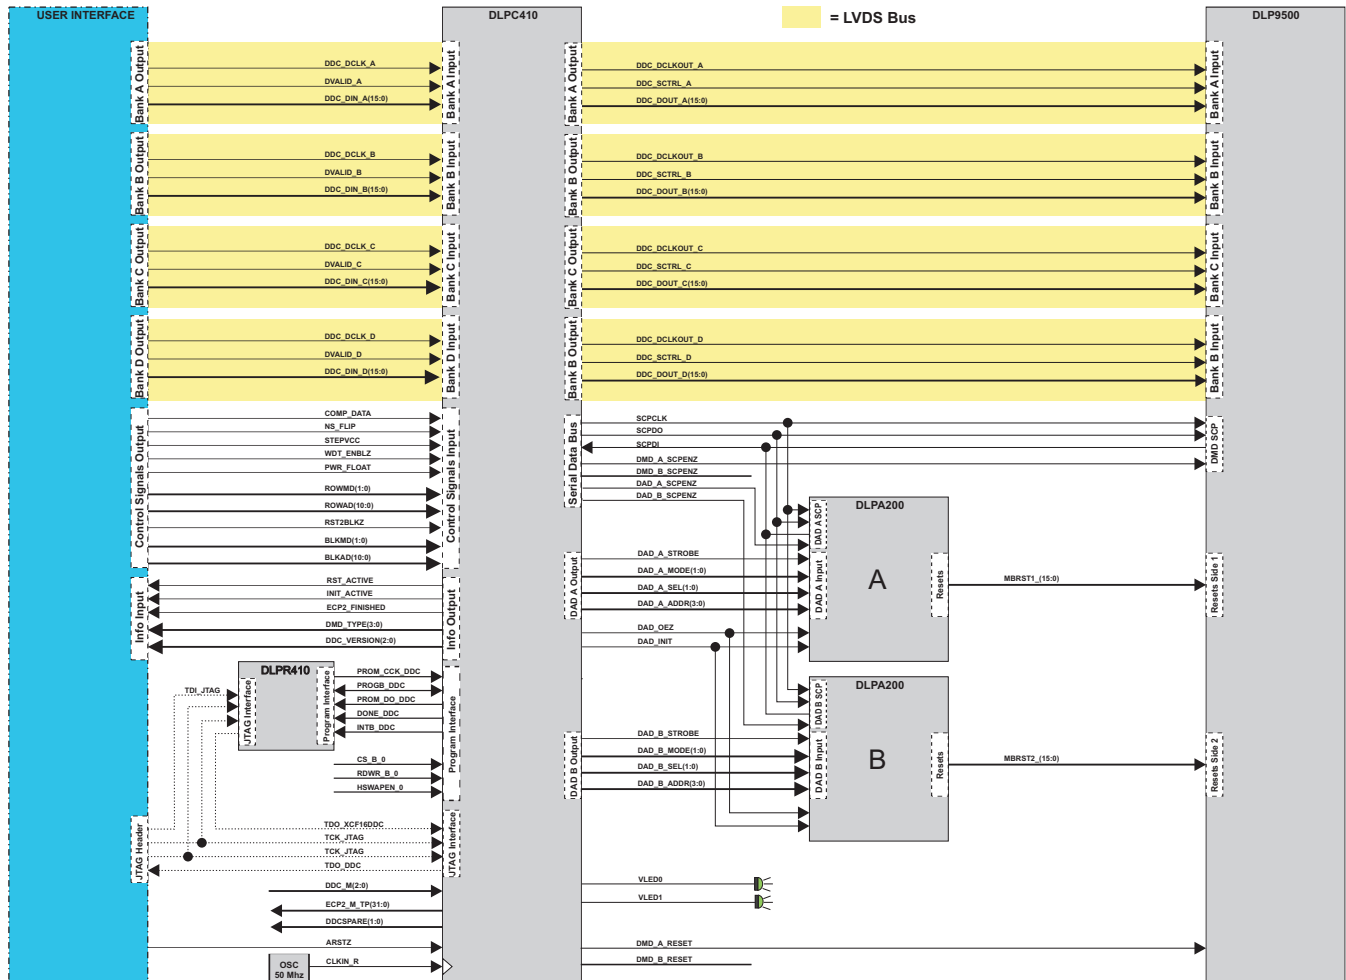 USER INTERFACE
DLPC410
= LVDS Bus
DLP9500
Bank A Output
DDC_DCLK_A
DVALID_A
DDC_DIN_A(15:0)
Bank A Input
Bank A Output
DDC_DCLKOUT_A
DDC_SCTRL_A
DDC_DOUT_A(15:0)
Bank A Input
Bank B Output
DDC_DCLK_B
DVALID_B
DDC_DIN_B(15:0)
Bank B Input
Bank B Output
DDC_DCLKOUT_B
DDC_SCTRL_B
DDC_DOUT_B(15:0)
Bank B Input
Bank C Output
DDC_DCLK_C
DVALID_C
DDC_DIN_C(15:0)
Bank C Input
Bank C Output
DDC_DCLKOUT_C
DDC_SCTRL_C
DDC_DOUT_C(15:0)
Bank C Input
Bank D Output
DDC_DCLK_D
DVALID_D
DDC_DIN_D(15:0)
Bank D Input
Bank B Output
DDC_DCLKOUT_D
DDC_SCTRL_D
DDC_DOUT_D(15:0)
Bank B Input
Control Signals Output
COMP_DATA
NS_FLIP
STEPVCC
WDT_ENBLZ
PWR_FLOAT
ROWMD(1:0)
ROWAD(10:0)
RST2BLKZ
BLKMD(1:0)
BLKAD(10:0)
Control Signals Input
Serial Data Bus
SCPCLK
SCPDO
SCPDI
DMD_A_SCPENZ
DMD_B_SCPENZ
DAD_A_SCPENZ
DAD_B_SCPENZ
DMD SCP
DLPA200
DAD A SCP
A
DAD A Output
DAD_A_STROBE
DAD_A_MODE(1:0)
DAD_A_SEL(1:0)
DAD_A_ADDR(3:0)
DAD A Input
Resets
MBRST1_(15:0)
Resets Side 1
DAD_OEZ
DAD_INIT
Info Input
RST_ACTIVE
INIT_ACTIVE
ECP2_FINISHED
DMD_TYPE(3:0)
DDC_VERSION(2:0)
Info Output
DLPR410
TDI_JTAG
JTAG Interface
Program Interface
PROM_CCK_DDC
PROGB_DDC
PROM_DO_DDC
DONE_DDC
INTB_DDC
CS_B_0
RDWR_B_0
HSWAPEN_0
Program Interface
DLPA200
DAD B SCP
B
DAD B Output
DAD_B_STROBE
DAD_B_MODE(1:0)
DAD_B_SEL(1:0)
DAD_B_ADDR(3:0)
DAD B Input
Resets
MBRST2_(15:0)
Resets Side 2
JTAG Header
TDO_XCF16DDC
TCK_JTAG
TCK_JTAG
TDO_DDC
JTAG Interface
DDC_M(2:0)
ECP2_M_TP(31:0)
DDCSPARE(1:0)
VLED0
VLED1
ARSTZ
OSC
50 Mhz
CLKIN_R
DMD_A_RESET
DMD_B_RESET